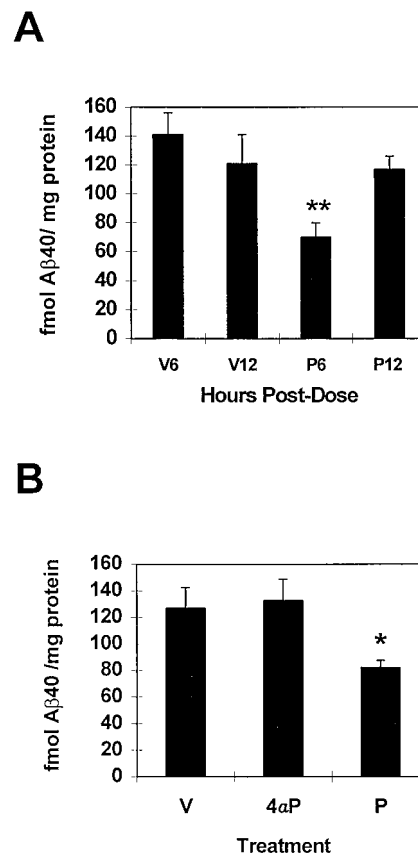 A
fmol Aβ40/ mg protein
160
140
120
100
80
60
40
20
0
**
V6 V12 P6 P12
Hours Post-Dose
B
fmol Aβ40 /mg protein
160
140
120
100
80
60
40
20
0
*
V 4αP P
Treatment